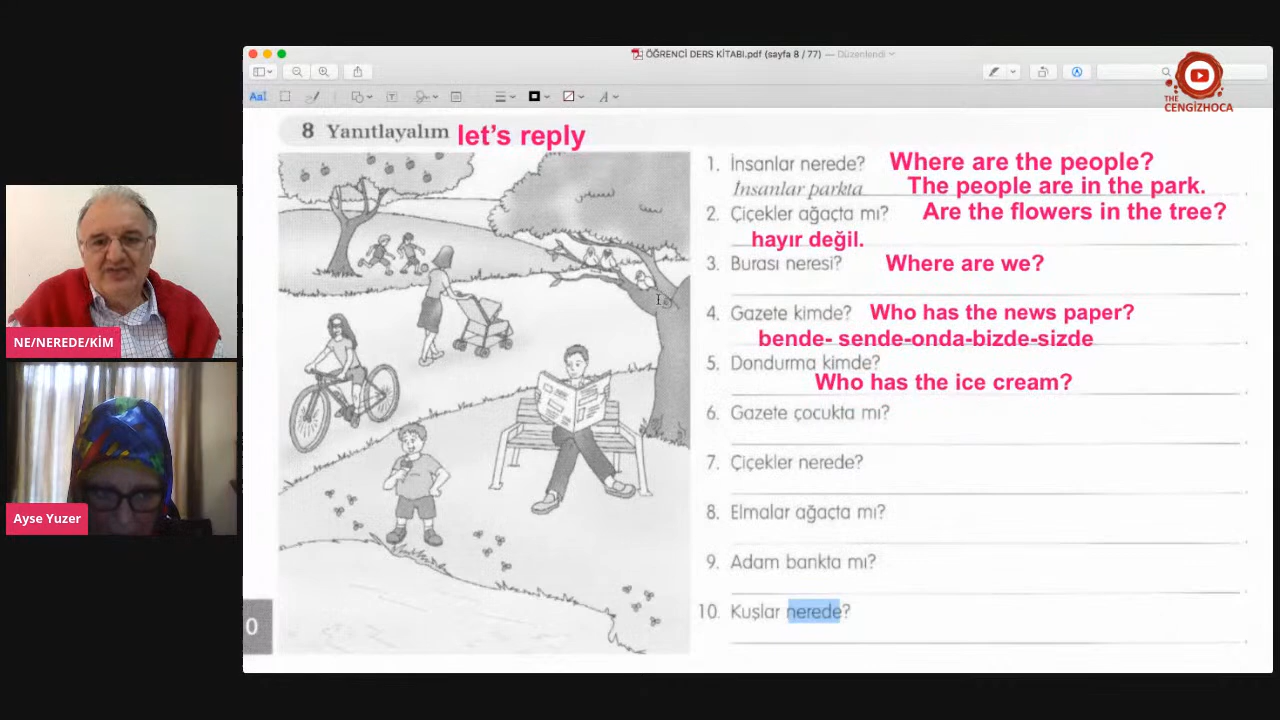 ÖĞRENCİ DERS KİTABI.pdf (sayfa 8 / 77) — Düzenlendi
THE
CENGİZHOCA
8 Yanıtlayalım let's reply
1. İnsanlar nerede? Where are the people?
İnsanlar parkta The people are in the park.
2. Çiçekler ağaçta mı? Are the flowers in the tree?
hayır değil.
3. Burası neresi? Where are we?
4. Gazete kimde? Who has the news paper?
bende- sende-onda-bizde-sizde
5. Dondurma kimde?
Who has the ice cream?
6. Gazete çocukta mı?
7. Çiçekler nerede?
8. Elmalar ağaçta mı?
9. Adam bankta mı?
10. Kuşlar nerede?
0
NE/NEREDE/KİM
Ayse Yuzer